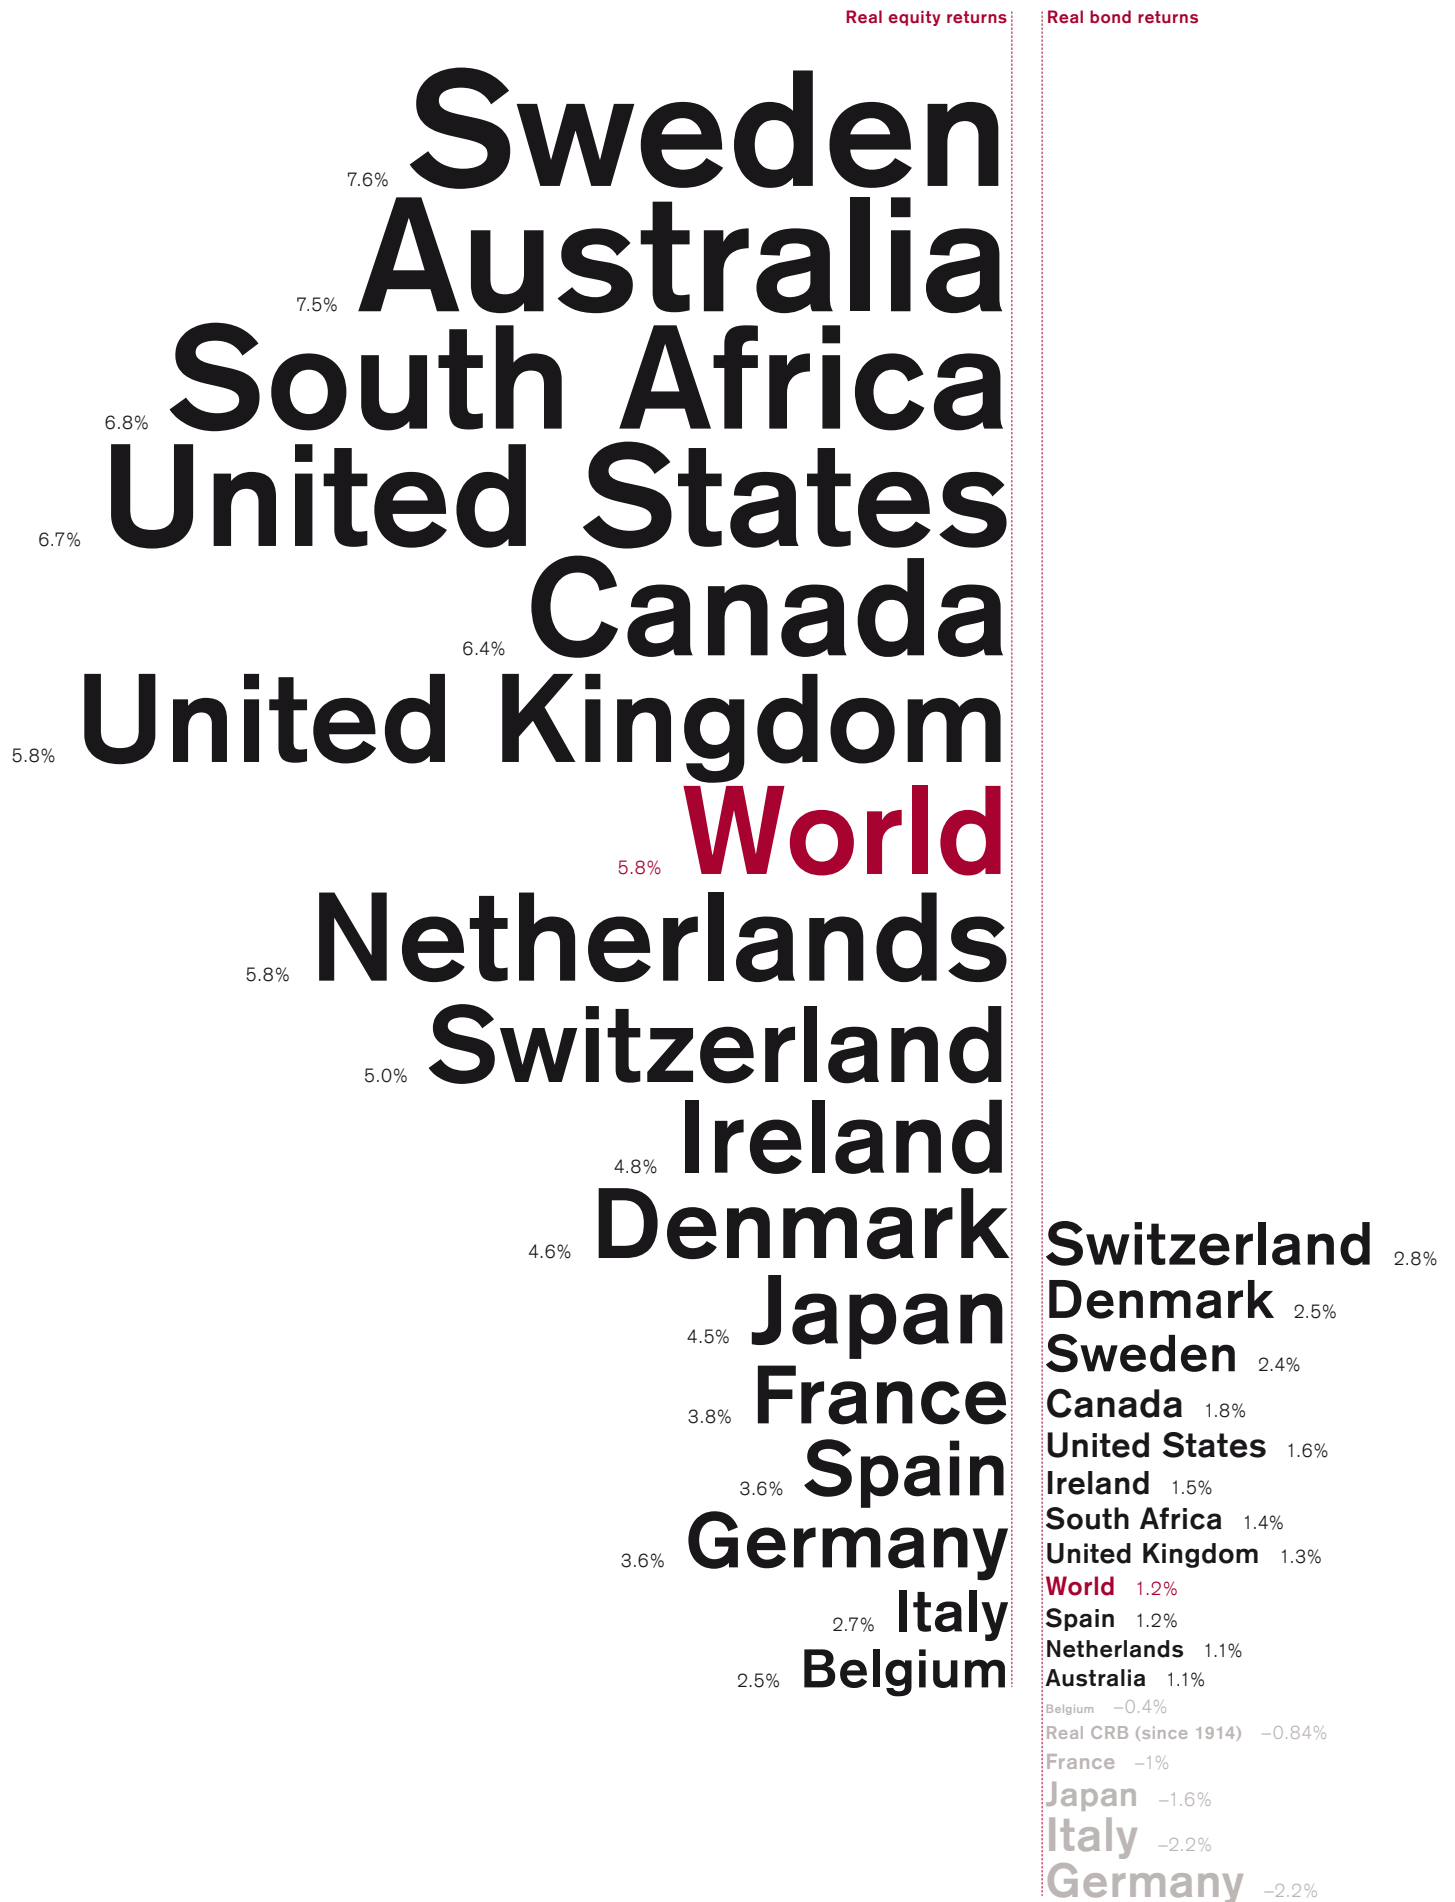 Real equity returns
7.6% Sweden
7.5% Australia
6.8% South Africa
6.7% United States
6.4% Canada
5.8% United Kingdom
5.8% World
5.8% Netherlands
5.0% Switzerland
4.8% Ireland
4.6% Denmark
4.5% Japan
3.8% France
3.6% Spain
3.6% Germany
2.7% Italy
2.5% Belgium
Real bond returns
Switzerland 2.8%
Denmark 2.5%
Sweden 2.4%
Canada 1.8%
United States 1.6%
Ireland 1.5%
South Africa 1.4%
United Kingdom 1.3%
World 1.2%
Spain 1.2%
Netherlands 1.1%
Australia 1.1%
Belgium –0.4%
Real CRB (since 1914) –0.84%
France –1%
Japan –1.6%
Italy –2.2%
Germany –2.2%